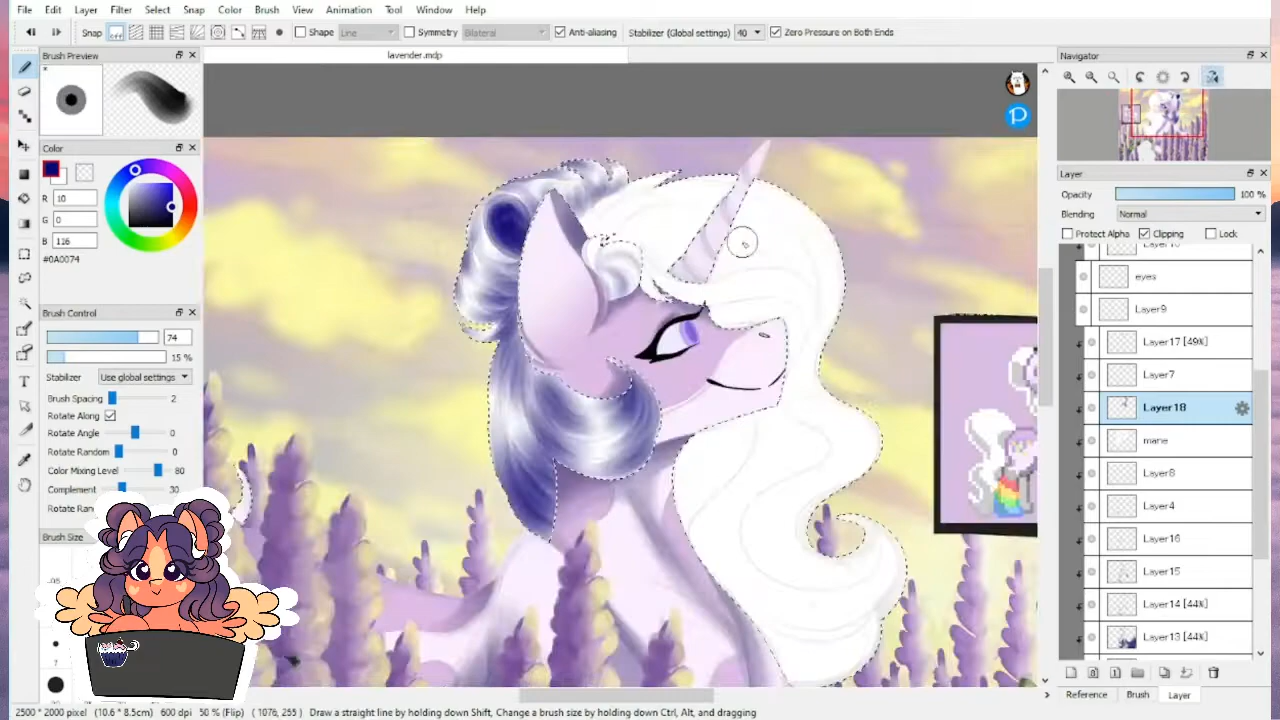 File Edit Layer Filter Select Snap Color Brush View Animation Tool Window Help
Snap Shape Line Symmetry Bilateral Anti-aliasing Stabilizer (Global settings) 40 Zero Pressure on Both Ends
Brush Preview
lavender.mdp
Navigator
Color
R 10
G 0
B 116
#0A0074
Layer
Opacity 100 %
Blending Normal
Protect Alpha Clipping Lock
eyes
Layer9
Layer17 [49%]
Layer7
Layer18
mane
Layer8
Layer4
Layer16
Layer15
Layer14 [44%]
Layer13 [44%]
Brush Control
74
15 %
Stabilizer Use global settings
Brush Spacing 2
Rotate Along
Rotate Angle 0
Rotate Random 0
Color Mixing Level 80
Complement 30
Brush Size
7
Reference Brush Layer
2500 * 2000 pixel (10.6 * 8.5cm) 600 dpi 50 % (Flip) ( 1076, 255 ) Draw a straight line by holding down Shift, Change a brush size by holding down Ctrl, Alt, and dragging